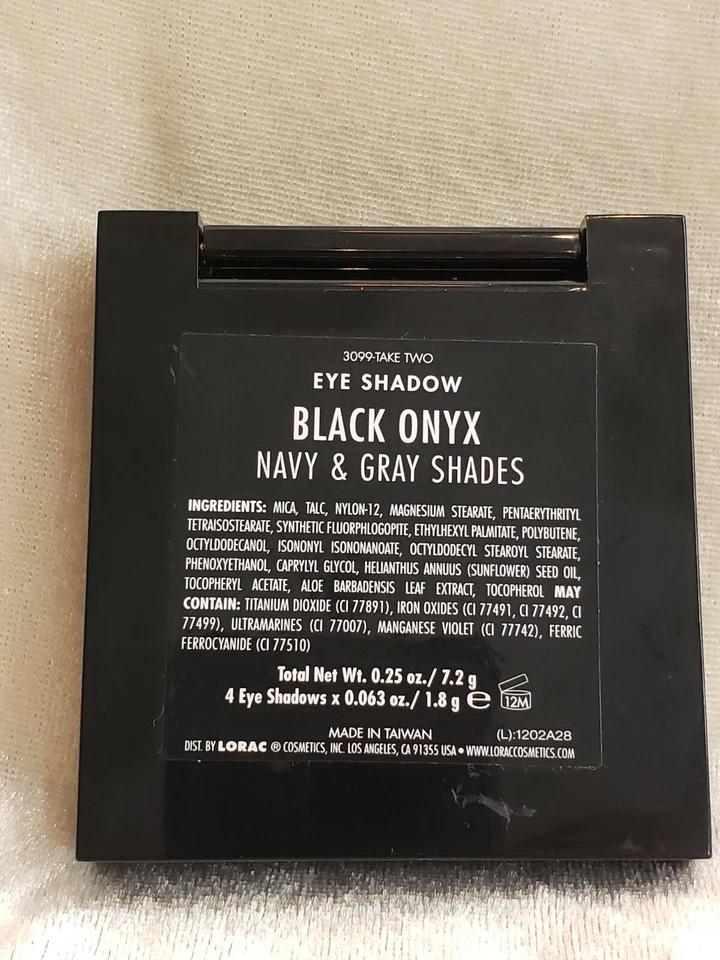 3099-TAKE TWO
EYE SHADOW
BLACK ONYX
NAVY & GRAY SHADES
INGREDIENTS: MICA, TALC, NYLON-12, MAGNESIUM STEARATE, PENTAERYTHRITYL
TETRAISOSTEARATE, SYNTHETIC FLUORPHLOGOPITE, ETHYLHEXYL PALMITATE, POLYBUTENE,
OCTYLDODECANOL, ISONONYL ISONONANOATE, OCTYLDODECYL STEAROYL STEARATE,
PHENOXYETHANOL, CAPRYLYL GLYCOL, HELIANTHUS ANNUUS (SUNFLOWER) SEED OIL,
TOCOPHERYL ACETATE, ALOE BARBADENSIS LEAF EXTRACT, TOCOPHEROL MAY
CONTAIN: TITANIUM DIOXIDE (CI 77891), IRON OXIDES (CI 77491, CI 77492, CI
77499), ULTRAMARINES (CI 77007), MANGANESE VIOLET (CI 77742), FERRIC
FERROCYANIDE (CI 77510)
Total Net Wt. 0.25 oz./ 7.2 g
4 Eye Shadows x 0.063 oz./ 1.8 g ℮ 12M
MADE IN TAIWAN (L):1202A28
DIST. BY LORAC ® COSMETICS, INC. LOS ANGELES, CA 91355 USA • WWW.LORACCOSMETICS.COM